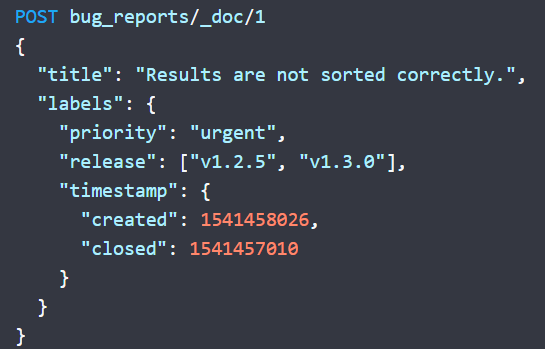 POST bug_reports/_doc/1
{
  "title": "Results are not sorted correctly.",
  "labels": {
    "priority": "urgent",
    "release": ["v1.2.5", "v1.3.0"],
    "timestamp": {
      "created": 1541458026,
      "closed": 1541457010
    }
  }
}